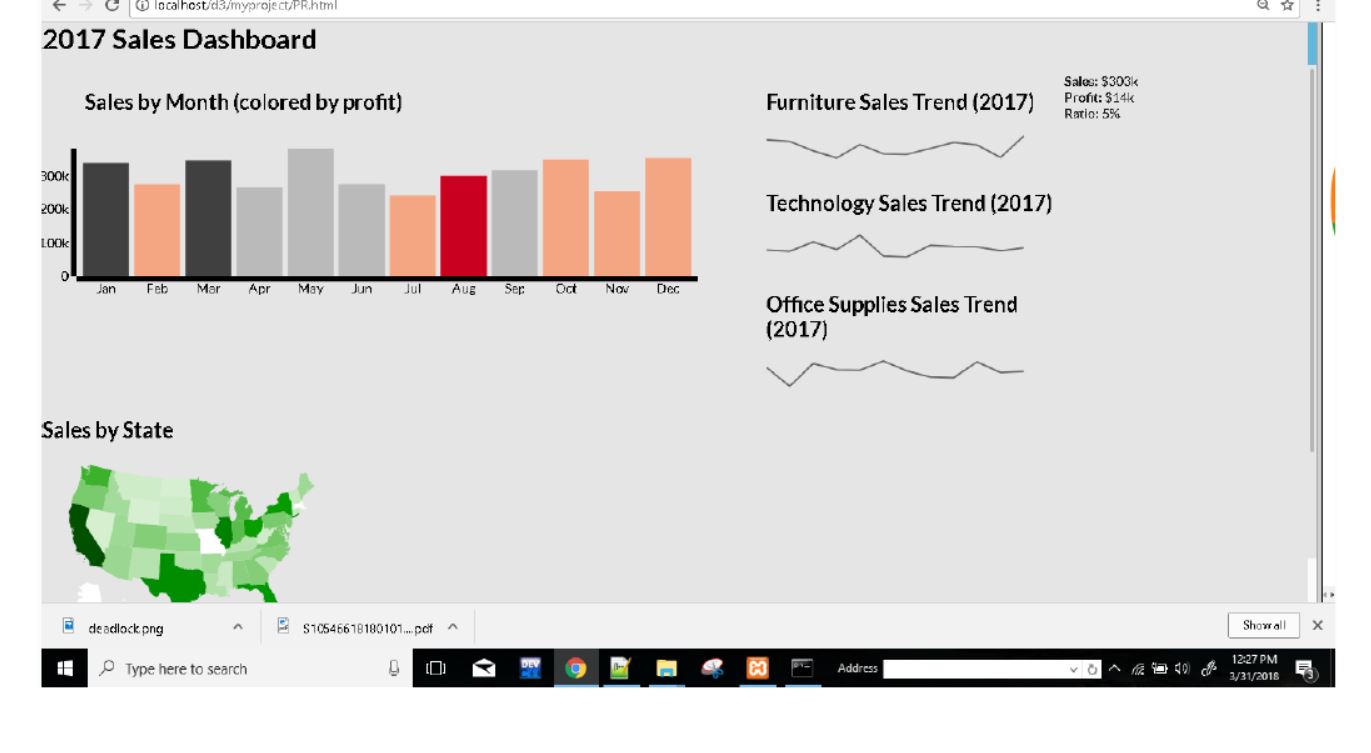 localhost/d3/myproject/PR.html
2017 Sales Dashboard
Sales by Month (colored by profit)
300k
200k
100k
0
Jan Feb Mar Apr May Jun Jul Aug Sep Oct Nov Dec
Furniture Sales Trend (2017)
Sales: $303k
Profit: $14k
Ratio: 5%
Technology Sales Trend (2017)
Office Supplies Sales Trend
(2017)
Sales by State
deadlock.png
S10546618180101....pdf
Show all
Type here to search
DEV
Address
12:27 PM
3/31/2018
3